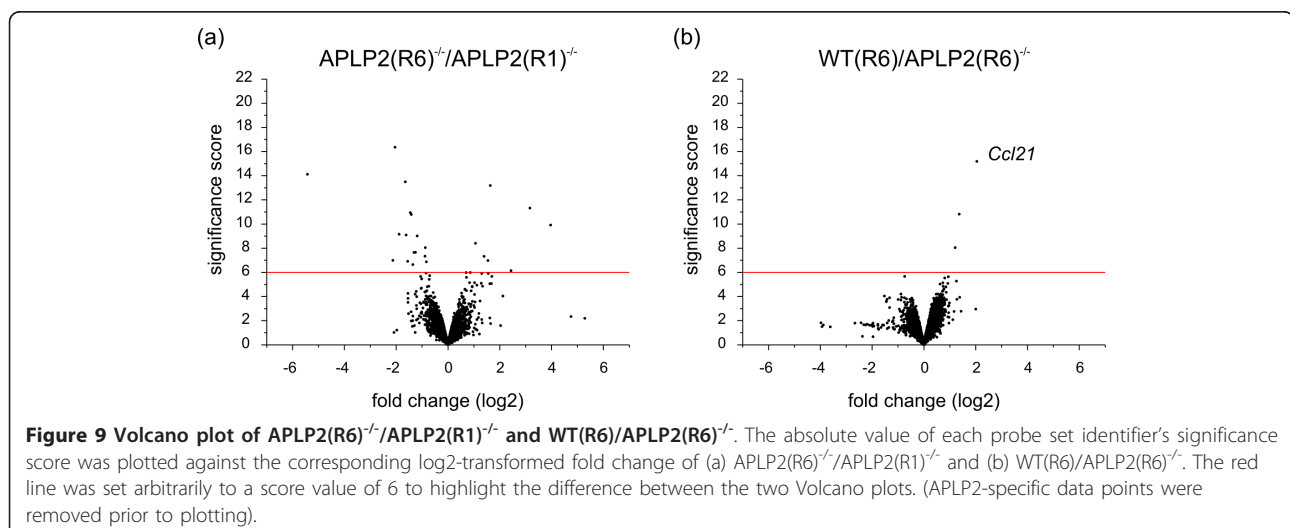 (a)
APLP2(R6)-/-/APLP2(R1)-/-
22
20
18
16
14
12
10
8
6
4
2
0
significance score
-6 -4 -2 0 2 4 6
fold change (log2)
(b)
WT(R6)/APLP2(R6)-/-
22
20
18
16
14
12
10
8
6
4
2
0
significance score
Ccl21
-6 -4 -2 0 2 4 6
fold change (log2)
Figure 9 Volcano plot of APLP2(R6)-/-/APLP2(R1)-/- and WT(R6)/APLP2(R6)-/-. The absolute value of each probe set identifier's significance
score was plotted against the corresponding log2-transformed fold change of (a) APLP2(R6)-/-/APLP2(R1)-/- and (b) WT(R6)/APLP2(R6)-/-. The red
line was set arbitrarily to a score value of 6 to highlight the difference between the two Volcano plots. (APLP2-specific data points were
removed prior to plotting).